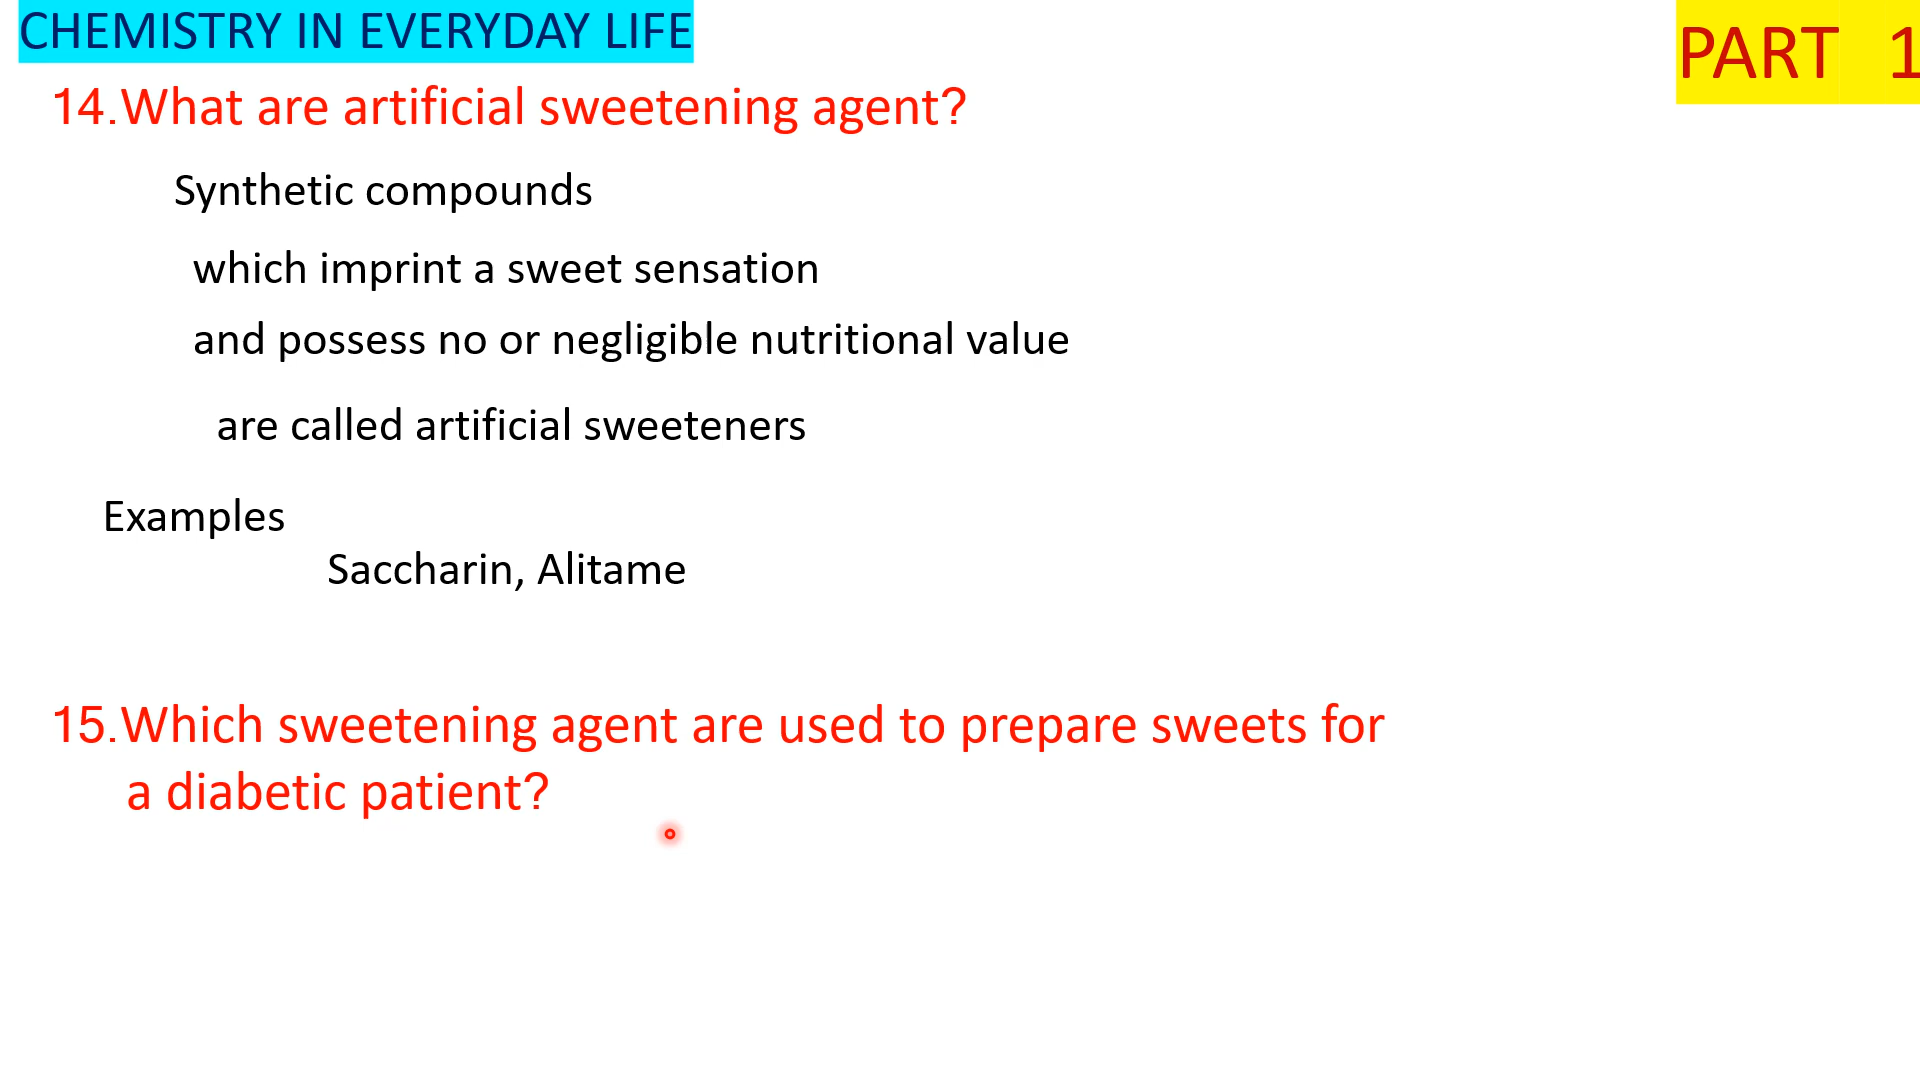 CHEMISTRY IN EVERYDAY LIFE
PART 1
14.What are artificial sweetening agent?
Synthetic compounds
which imprint a sweet sensation
and possess no or negligible nutritional value
are called artificial sweeteners
Examples
Saccharin, Alitame
15.Which sweetening agent are used to prepare sweets for
a diabetic patient?